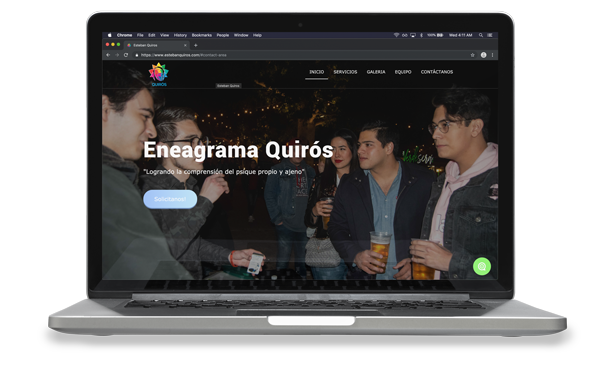 Chrome File Edit View History Bookmarks People Window Help
100% Wed 4:11 AM
Esteban Quiros
https://www.estebanquiros.com/#contact-area
QUIRÓS
INICIO SERVICIOS GALERIA EQUIPO CONTÁCTANOS
Esteban Quiros
Eneagrama Quirós
"Logrando la comprensión del psique propio y ajeno"